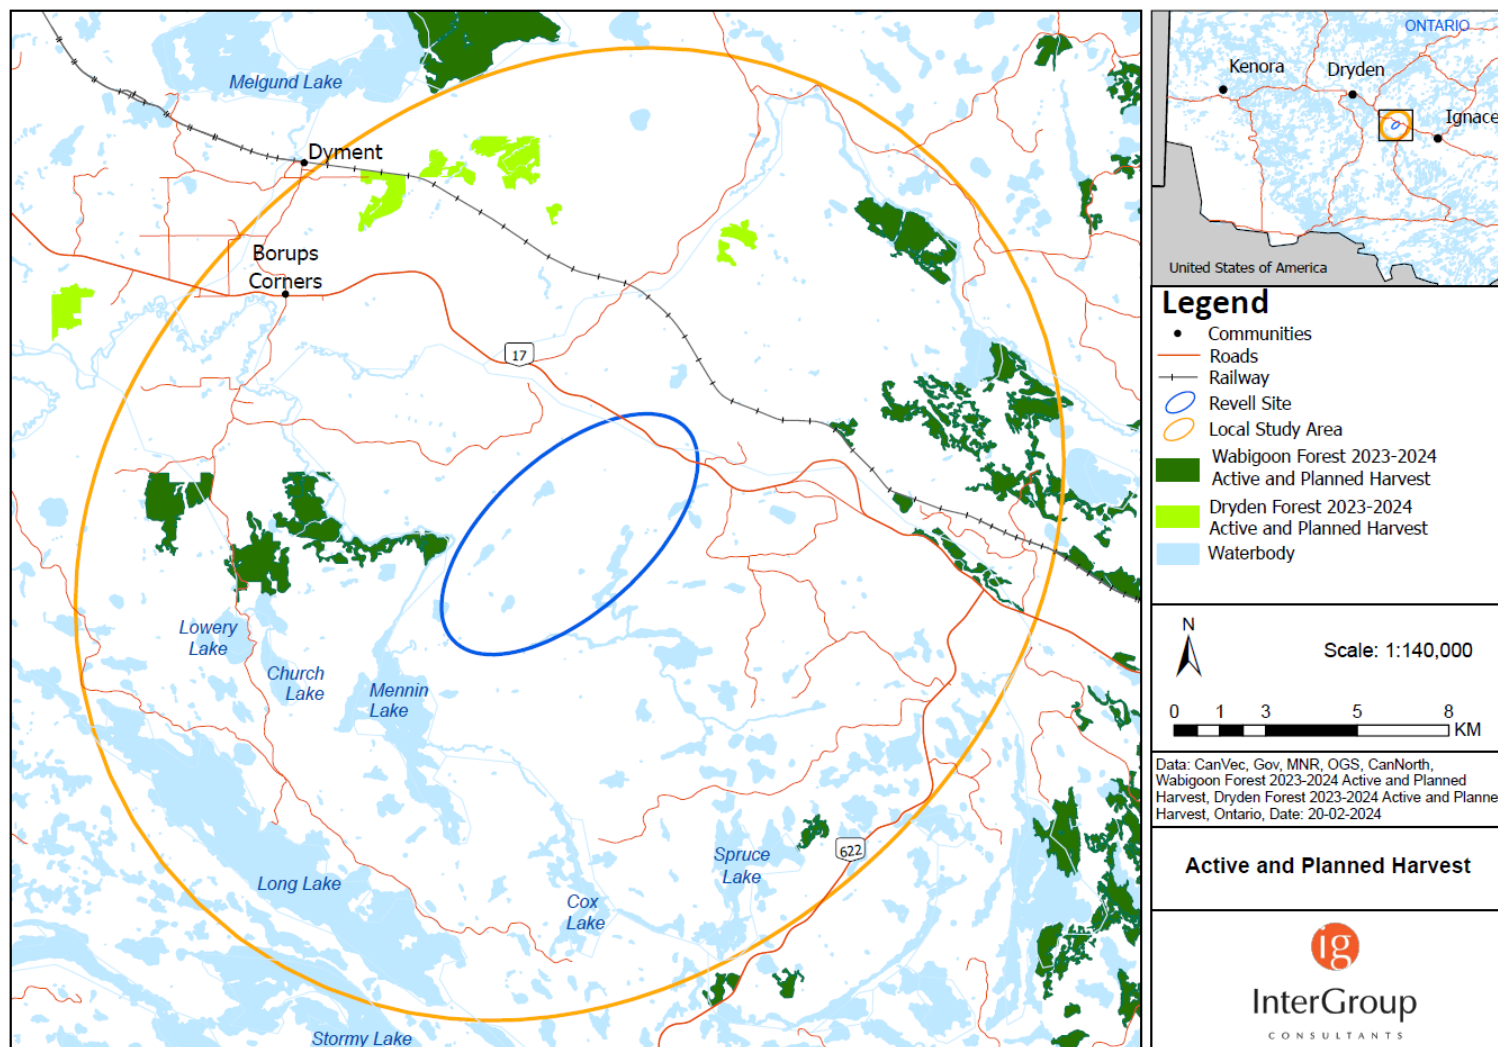 Melgund Lake
Dyment
Borups
Corners
17
Lowery
Lake
Church
Lake
Mennin
Lake
Long Lake
Cox
Lake
Spruce
Lake
622
Stormy Lake
ONTARIO
Kenora
Dryden
Ignace
United States of America
Legend
Communities
Roads
Railway
Revell Site
Local Study Area
Wabigoon Forest 2023-2024
Active and Planned Harvest
Dryden Forest 2023-2024
Active and Planned Harvest
Waterbody
N
Scale: 1:140,000
0 1 3 5 8
KM
Data: CanVec, Gov, MNR, OGS, CanNorth,
Wabigoon Forest 2023-2024 Active and Planned
Harvest, Dryden Forest 2023-2024 Active and Planne
Harvest, Ontario, Date: 20-02-2024
Active and Planned Harvest
ig
InterGroup
CONSULTANTS